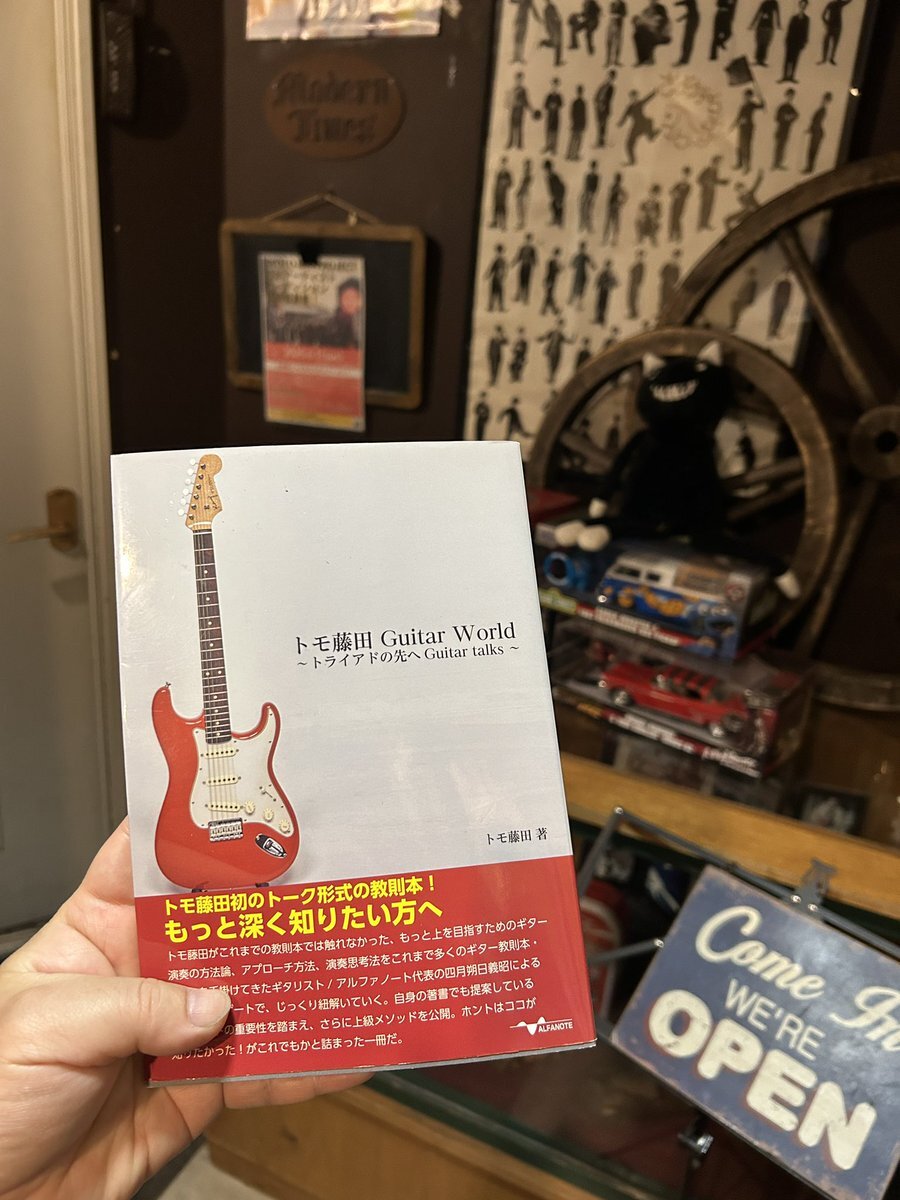 Modern
Times
トモ藤田 Guitar World
～トライアドの先へ Guitar talks ～
トモ藤田 著
トモ藤田初のトーク形式の教則本！
もっと深く知りたい方へ
トモ藤田がこれまでの教則本では触れなかった、もっと上を目指すためのギター
演奏の方法論、アプローチ方法、演奏思考法をこれまで多くのギター教則本・
手掛けてきたギタリスト / アルファノート代表の四月朔日義昭による
ートで、じっくり紐解いていく。自身の著書でも提案している
の重要性を踏まえ、さらに上級メソッドを公開。ホントはココが
知りたかった！がこれでもかと詰まった一冊だ。
ALFANOTE
Come In
WE'RE
OPEN